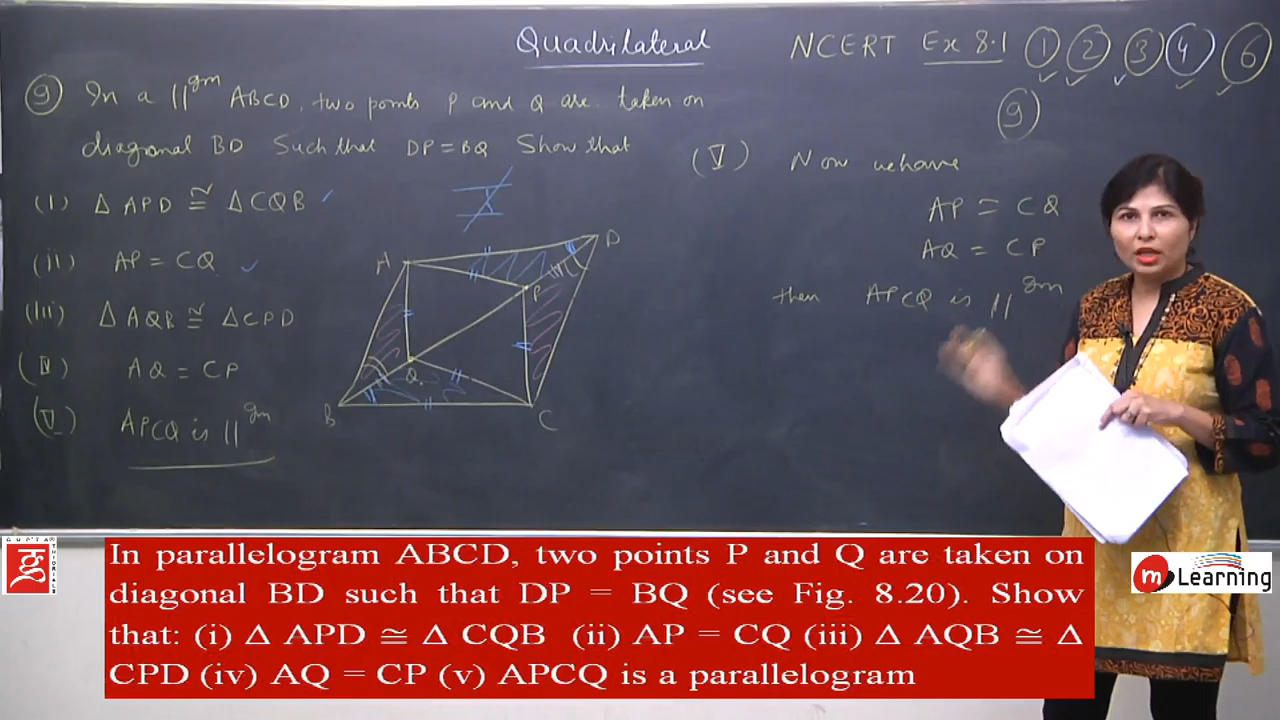 Quadrilateral
NCERT Ex 8.1 1 2 3 4 6
9
9 In a ||gm ABCD, two points P and Q are taken on
diagonal BD Such that DP = BQ Show that
(I) Δ APD ≅ Δ CQB
(ii) AP = CQ
(III) Δ AQB ≅ Δ CPD
(IV) AQ = CP
(V) APCQ is ||gm
A
D
P
Q
B
C
(V) Now we have
AP = CQ
AQ = CP
then APCQ is ||gm
GUPTA
TUTORIALS
In parallelogram ABCD, two points P and Q are taken on
diagonal BD such that DP = BQ (see Fig. 8.20). Show
that: (i) Δ APD ≅ Δ CQB (ii) AP = CQ (iii) Δ AQB ≅ Δ
CPD (iv) AQ = CP (v) APCQ is a parallelogram
m Learning